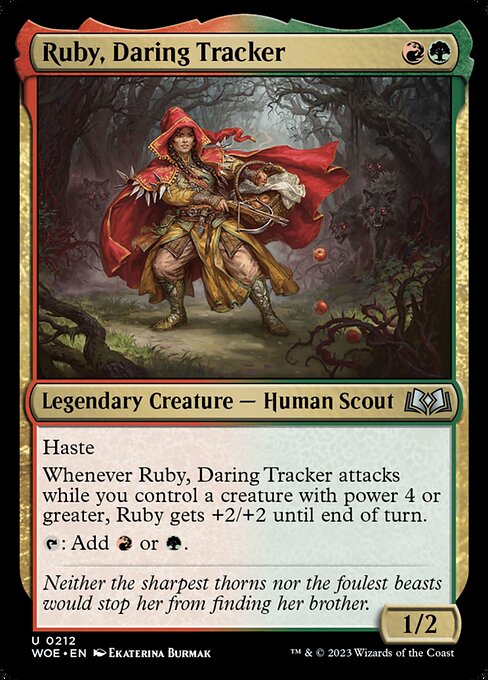 Ruby, Daring Tracker
Legendary Creature — Human Scout
Haste
Whenever Ruby, Daring Tracker attacks
while you control a creature with power 4 or
greater, Ruby gets +2/+2 until end of turn.
: Add or .
Neither the sharpest thorns nor the foulest beasts
would stop her from finding her brother.
1/2
U 0212
WOE • EN Ekaterina Burmak
™ & © 2023 Wizards of the Coast